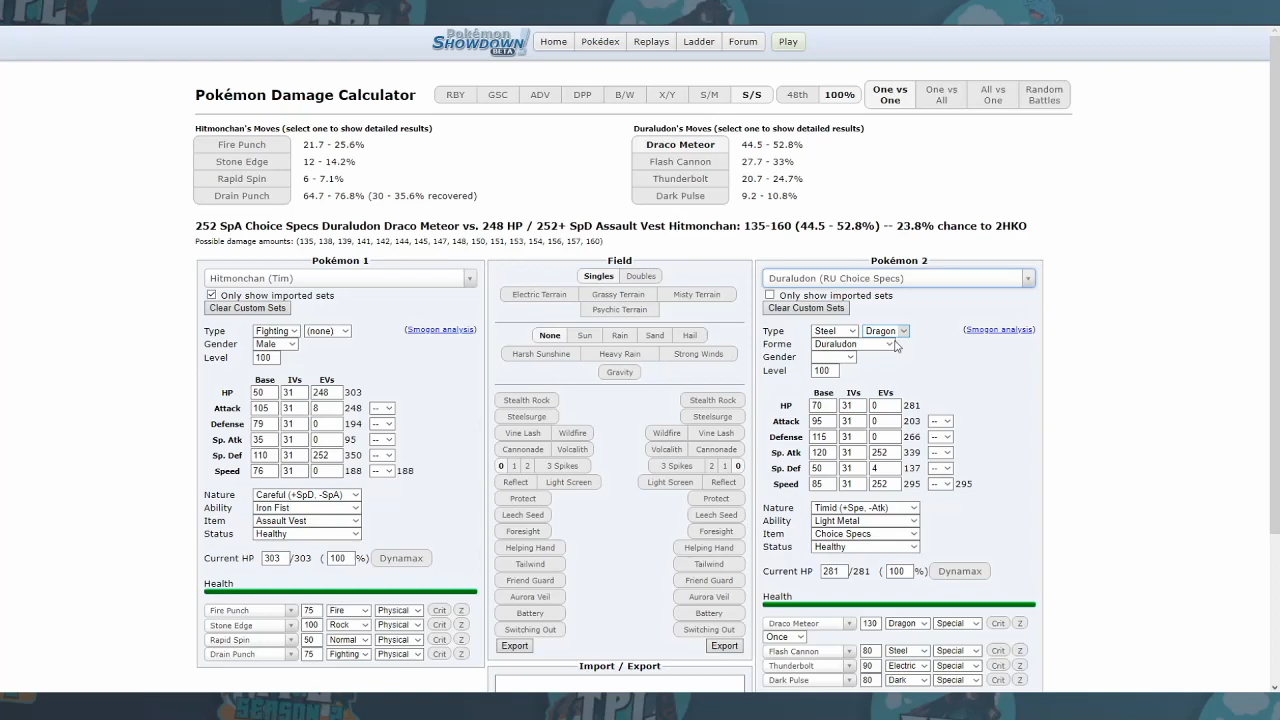 Pokémon
SHOWDOWN!
BETA
Home Pokédex Replays Ladder Forum Play
Pokémon Damage Calculator
RBY GSC ADV DPP B/W X/Y S/M S/S 48th 100%
One vs One
One vs All
All vs One
Random Battles
Hitmonchan's Moves (select one to show detailed results)
Fire Punch 21.7 - 25.6%
Stone Edge 12 - 14.2%
Rapid Spin 6 - 7.1%
Drain Punch 64.7 - 76.8% (30 - 35.6% recovered)
Duraludon's Moves (select one to show detailed results)
Draco Meteor 44.5 - 52.8%
Flash Cannon 27.7 - 33%
Thunderbolt 20.7 - 24.7%
Dark Pulse 9.2 - 10.8%
252 SpA Choice Specs Duraludon Draco Meteor vs. 248 HP / 252+ SpD Assault Vest Hitmonchan: 135-160 (44.5 - 52.8%) -- 23.8% chance to 2HKO
Possible damage amounts: (135, 138, 139, 141, 142, 144, 145, 147, 148, 150, 151, 153, 154, 156, 157, 160)
Pokémon 1
Hitmonchan (Tim)
Only show imported sets
Clear Custom Sets
Type Fighting (none) (Smogon analysis)
Gender Male
Level 100
Base IVs EVs
HP 50 31 248 303
Attack 105 31 8 248 --
Defense 79 31 0 194 --
Sp. Atk 35 31 0 95 --
Sp. Def 110 31 252 350 --
Speed 76 31 0 188 -- 188
Nature Careful (+SpD, -SpA)
Ability Iron Fist
Item Assault Vest
Status Healthy
Current HP 303 /303 ( 100 %) Dynamax
Health
Fire Punch 75 Fire Physical Crit Z
Stone Edge 100 Rock Physical Crit Z
Rapid Spin 50 Normal Physical Crit Z
Drain Punch 75 Fighting Physical Crit Z
Field
Singles Doubles
Electric Terrain Grassy Terrain Misty Terrain
Psychic Terrain
None Sun Rain Sand Hail
Harsh Sunshine Heavy Rain Strong Winds
Gravity
Stealth Rock Stealth Rock
Steelsurge Steelsurge
Vine Lash Wildfire Wildfire Vine Lash
Cannonade Volcalith Volcalith Cannonade
0 1 2 3 Spikes 3 Spikes 2 1 0
Reflect Light Screen Light Screen Reflect
Protect Protect
Leech Seed Leech Seed
Foresight Foresight
Helping Hand Helping Hand
Tailwind Tailwind
Friend Guard Friend Guard
Aurora Veil Aurora Veil
Battery Battery
Switching Out Switching Out
Export Export
Import / Export
Pokémon 2
Duraludon (RU Choice Specs)
Only show imported sets
Clear Custom Sets
Type Steel Dragon (Smogon analysis)
Forme Duraludon
Gender
Level 100
Base IVs EVs
HP 70 31 0 281
Attack 95 31 0 203 --
Defense 115 31 0 266 --
Sp. Atk 120 31 252 339 --
Sp. Def 50 31 4 137 --
Speed 85 31 252 295 -- 295
Nature Timid (+Spe, -Atk)
Ability Light Metal
Item Choice Specs
Status Healthy
Current HP 281 /281 ( 100 %) Dynamax
Health
Draco Meteor 130 Dragon Special Crit Z
Once
Flash Cannon 80 Steel Special Crit Z
Thunderbolt 90 Electric Special Crit Z
Dark Pulse 80 Dark Special Crit Z
TPL
SEASON
TPL